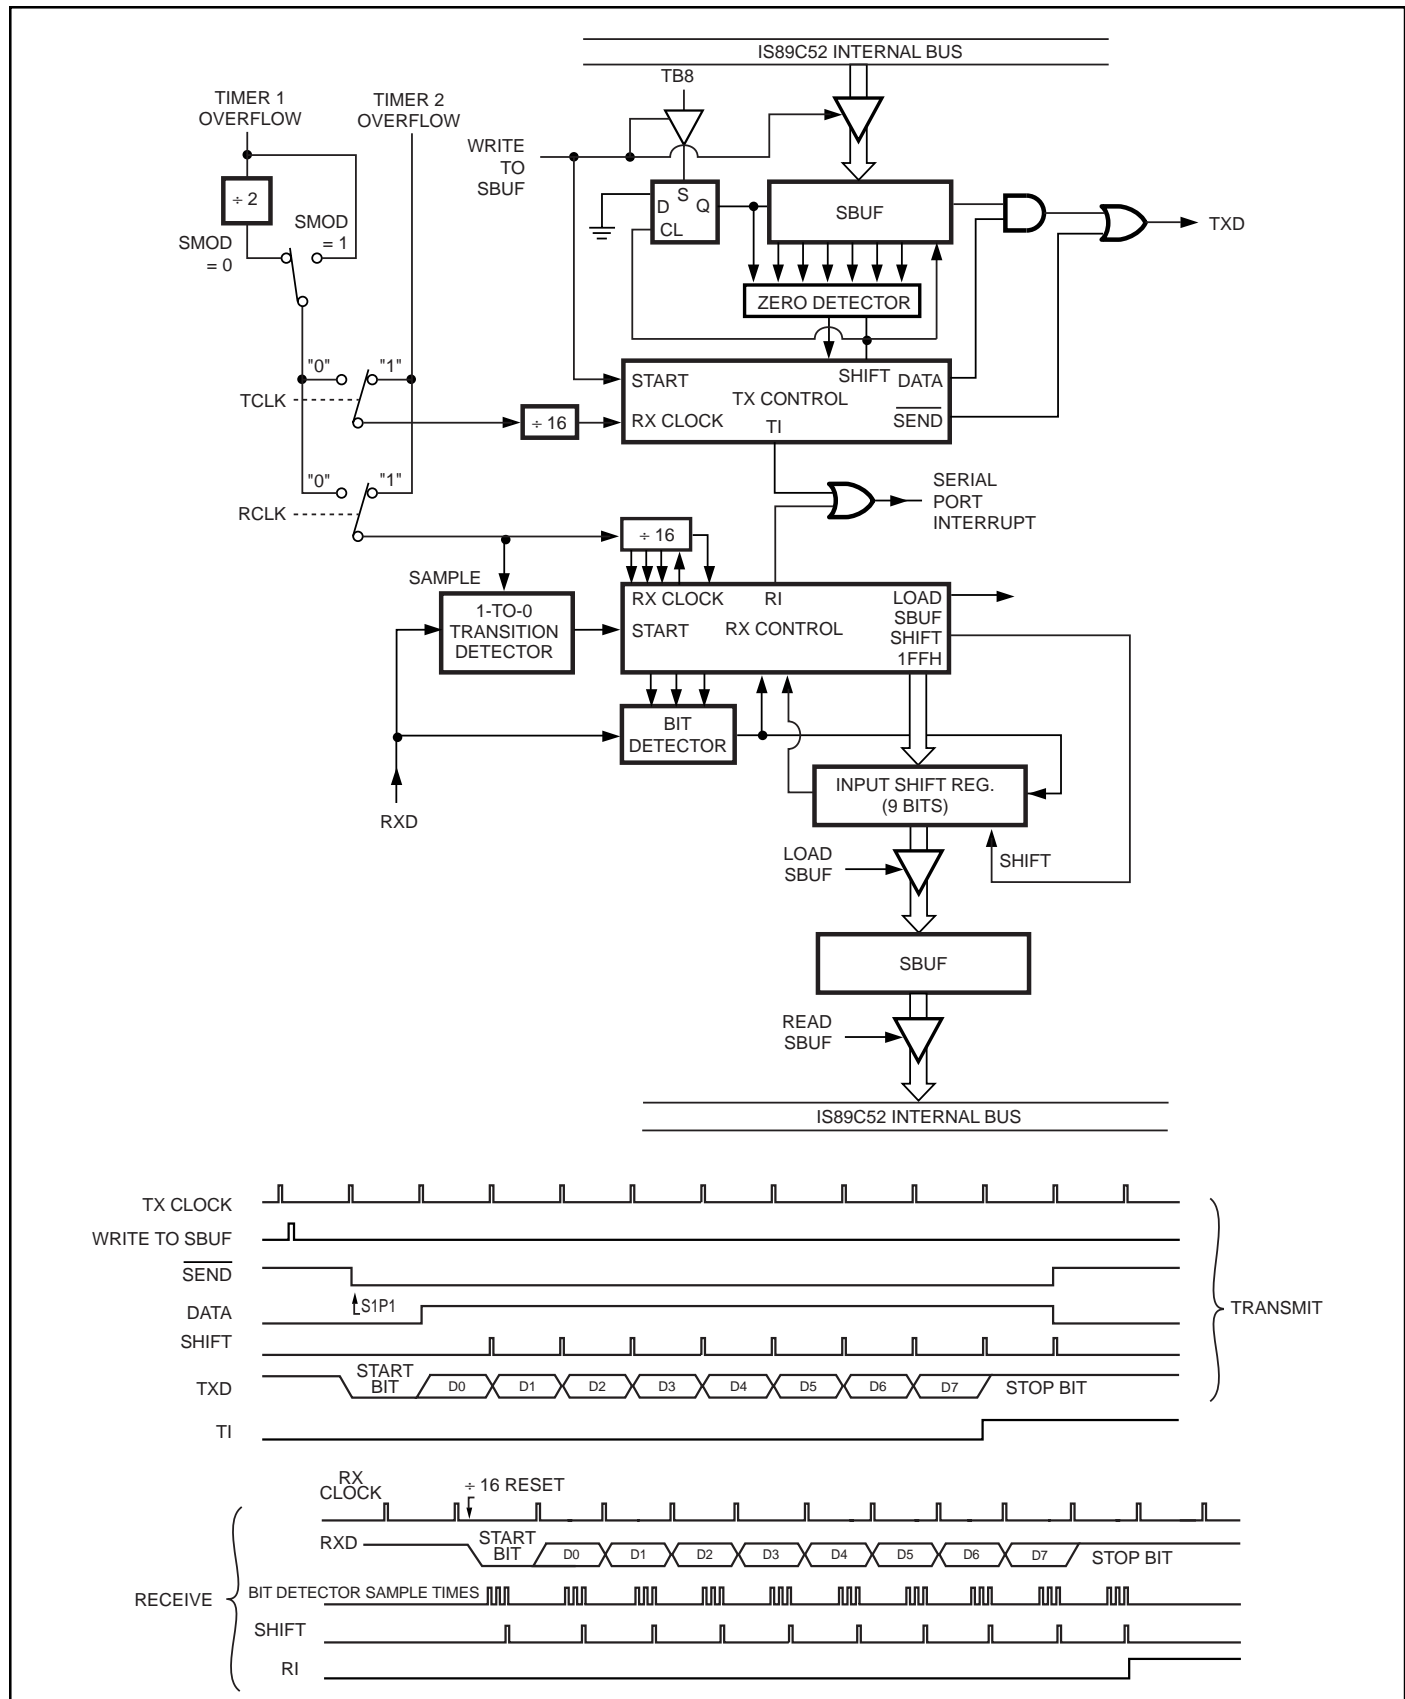 IS89C52 INTERNAL BUS
TB8
TIMER 1
OVERFLOW
TIMER 2
OVERFLOW
WRITE
TO
SBUF
÷ 2
SMOD
= 1
SMOD
= 0
S
D
Q
CL
SBUF
TXD
ZERO DETECTOR
"0"
"1"
TCLK
÷ 16
START
SHIFT
DATA
TX CONTROL
RX CLOCK
TI
SEND
"0"
"1"
RCLK
SERIAL
PORT
INTERRUPT
÷ 16
SAMPLE
1-TO-0
TRANSITION
DETECTOR
RX CLOCK
RI
LOAD
SBUF
START
RX CONTROL
SHIFT
1FFH
BIT
DETECTOR
RXD
INPUT SHIFT REG.
(9 BITS)
LOAD
SBUF
SHIFT
SBUF
READ
SBUF
IS89C52 INTERNAL BUS
TX CLOCK
WRITE TO SBUF
SEND
S1P1
DATA
TRANSMIT
SHIFT
START
BIT
TXD
D0
D1
D2
D3
D4
D5
D6
D7
STOP BIT
TI
RX
CLOCK
÷ 16 RESET
RXD
START
BIT
D0
D1
D2
D3
D4
D5
D6
D7
STOP BIT
RECEIVE
BIT DETECTOR SAMPLE TIMES
SHIFT
RI